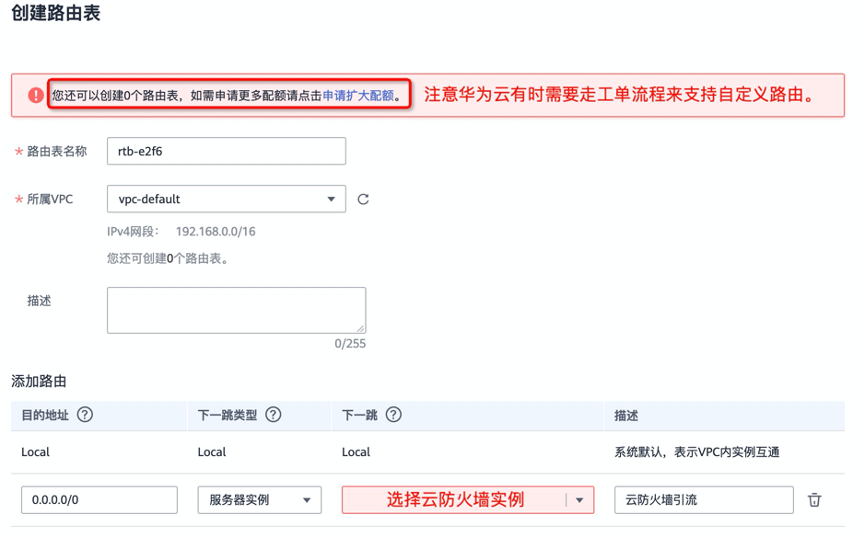 创建路由表
您还可以创建0个路由表，如需申请更多配额请点击申请扩大配额。 注意华为云有时需要走工单流程来支持自定义路由。
* 路由表名称 rtb-e2f6
* 所属VPC vpc-default
IPv4网段： 192.168.0.0/16
您还可创建0个路由表。
描述
0/255
添加路由
目的地址 ? 下一跳类型 ? 下一跳 ? 描述
Local Local Local 系统默认，表示VPC内实例互通
0.0.0.0/0 服务器实例 选择云防火墙实例 云防火墙引流